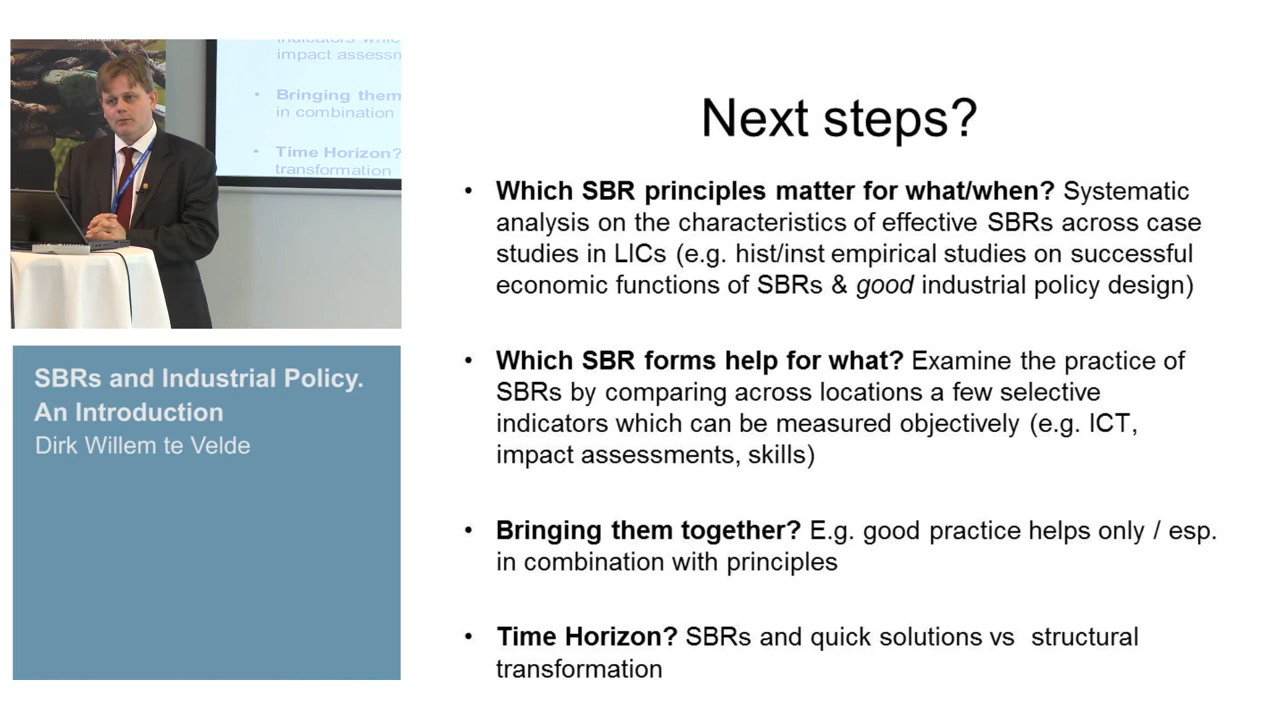 indicators whic
impact assessn
• Bringing them
in combination
• Time Horizon?
transformation
SBRs and Industrial Policy.
An Introduction
Dirk Willem te Velde
Next steps?
• Which SBR principles matter for what/when? Systematic
analysis on the characteristics of effective SBRs across case
studies in LICs (e.g. hist/inst empirical studies on successful
economic functions of SBRs & good industrial policy design)
• Which SBR forms help for what? Examine the practice of
SBRs by comparing across locations a few selective
indicators which can be measured objectively (e.g. ICT,
impact assessments, skills)
• Bringing them together? E.g. good practice helps only / esp.
in combination with principles
• Time Horizon? SBRs and quick solutions vs structural
transformation